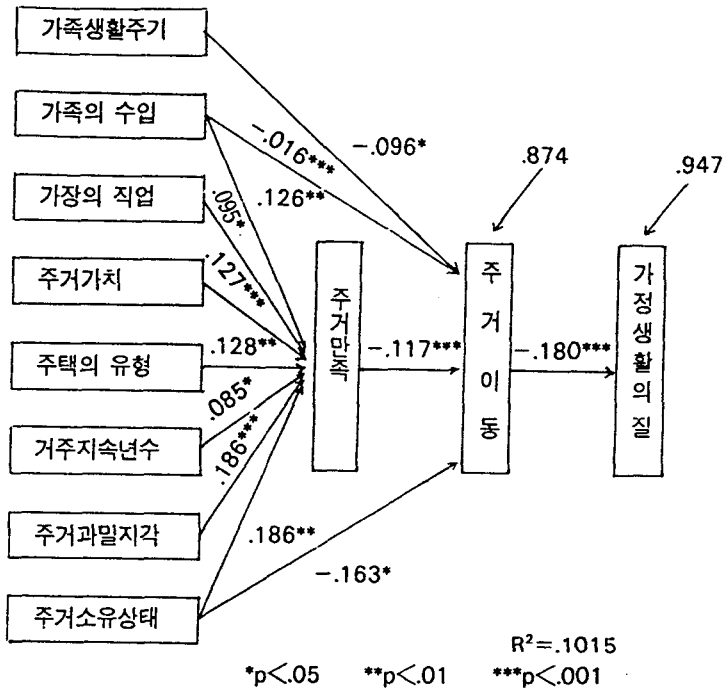 가족생활주기
가족의 수입
가장의 직업
주거가치
주택의 유형
거주지속년수
주거과밀지각
주거소유상태
-.096*
-.016***
.126**
.095*
.127***
.128**
.085*
.186***
.186**
-.163*
주거만족
-.117***
.874
주거이동
-.180***
.947
가정생활의질
R²=.1015
*p<.05 **p<.01 ***p<.001